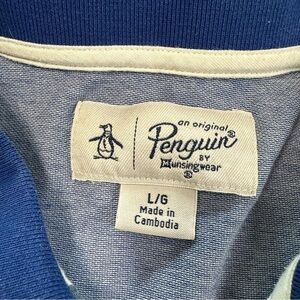 an original
Penguin®
BY
Munsingwear
®
L/G
Made in
Cambodia